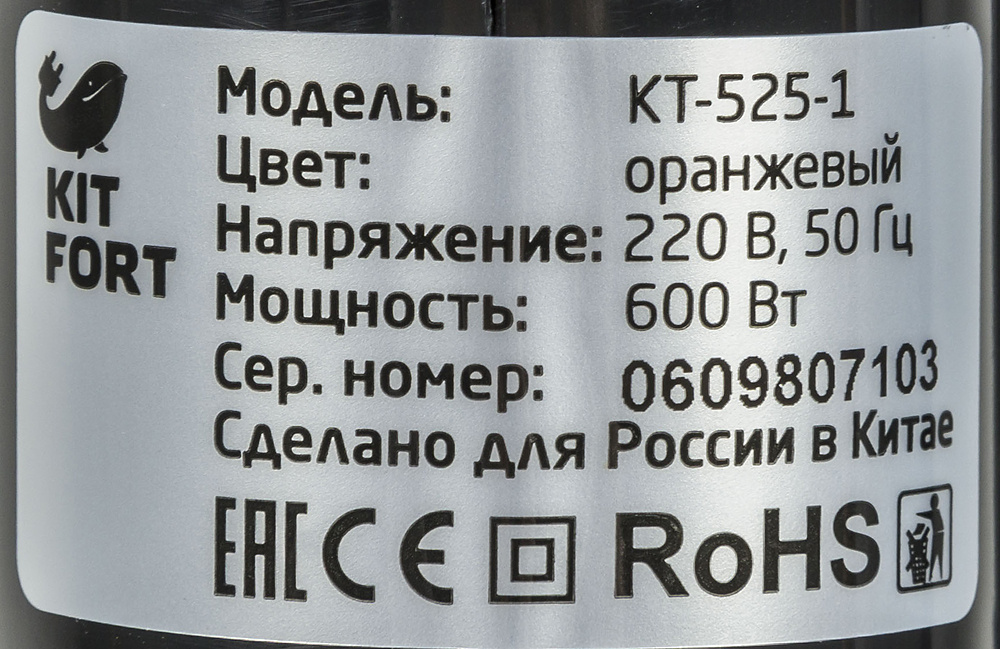 KIT
FORT
Модель: КТ-525-1
Цвет: оранжевый
Напряжение: 220 В, 50 Гц
Мощность: 600 Вт
Сер. номер: 0609807103
Сделано для России в Китае
EAC CE RoHS